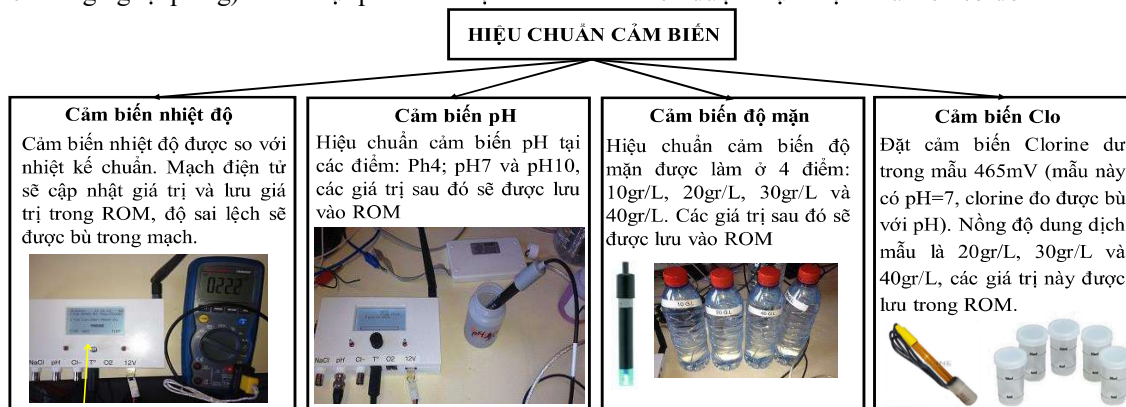 HIỆU CHUẨN CẢM BIẾN
Cảm biến nhiệt độ
Cảm biến nhiệt độ được so với
nhiệt kế chuẩn. Mạch điện tử
sẽ cập nhật giá trị và lưu giá
trị trong ROM, độ sai lệch sẽ
được bù trong mạch.
022.2
NaCl pH Cl- T° O2 12V
Cảm biến pH
Hiệu chuẩn cảm biến pH tại
các điểm: Ph4; pH7 và pH10,
các giá trị sau đó sẽ được lưu
vào ROM
NaCl pH Cl- T° O2 12V
Cảm biến độ mặn
Hiệu chuẩn cảm biến độ
mặn được làm ở 4 điểm:
10gr/L, 20gr/L, 30gr/L và
40gr/L. Các giá trị sau đó sẽ
được lưu vào ROM
Cảm biến Clo
Đặt cảm biến Clorine dư
trong mẫu 465mV (mẫu này
có pH=7, clorine đo được bù
với pH). Nồng độ dung dịch
mẫu là 20gr/L, 30gr/L và
40gr/L, các giá trị này được
lưu trong ROM.